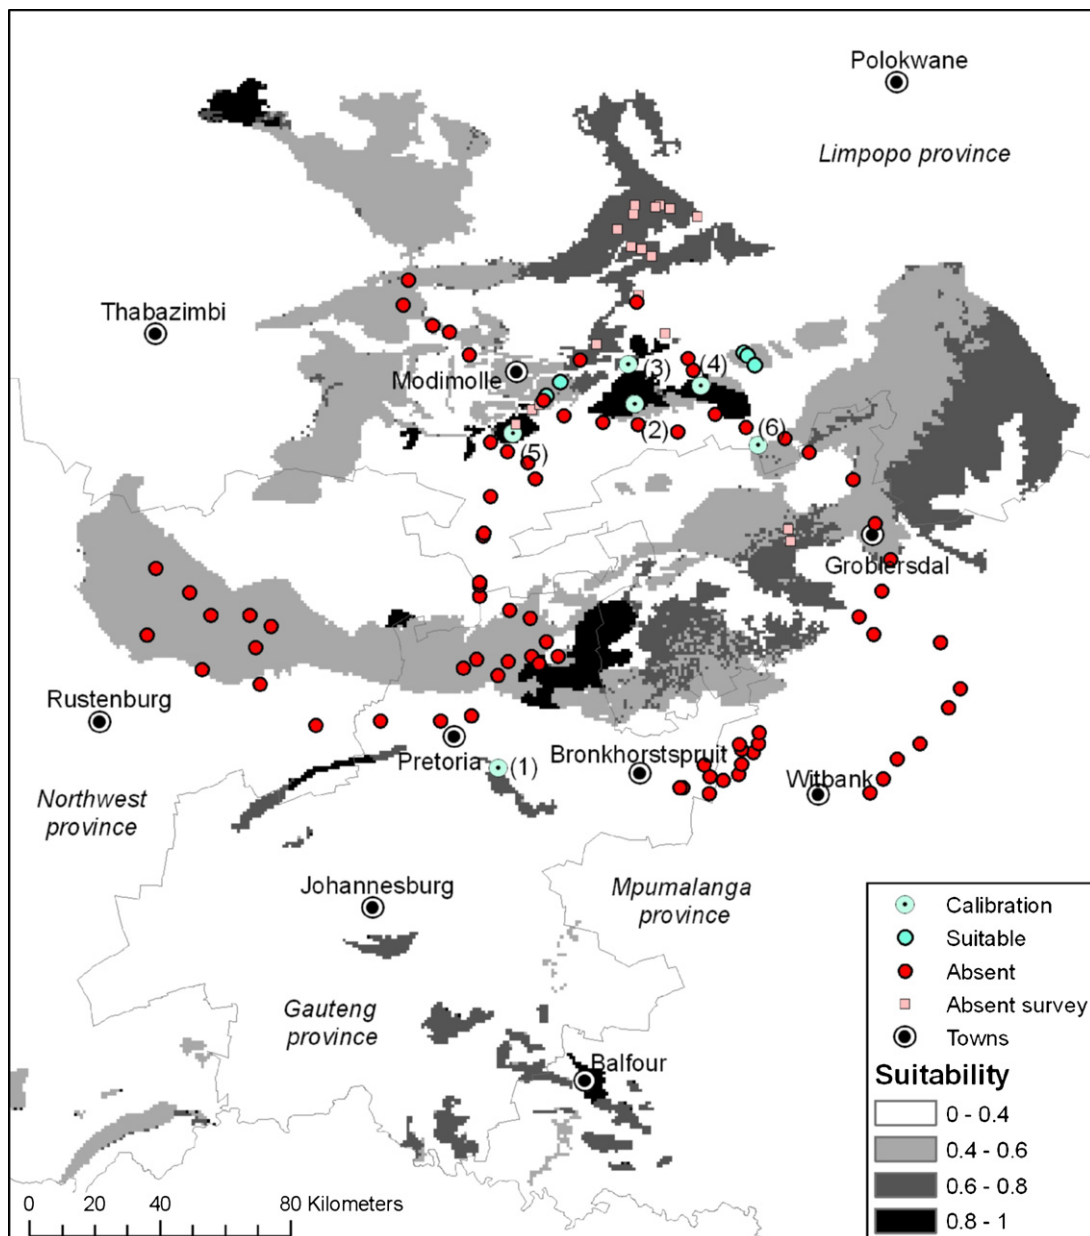 Polokwane
Limpopo province
Thabazimbi
Modimolle
(3)
(4)
(2)
(6)
(5)
Groblersdal
Rustenburg
Pretoria
(1)
Bronkhorstspruit
Witbank
Northwest
province
Johannesburg
Mpumalanga
province
Gauteng
province
Balfour
Calibration
Suitable
Absent
Absent survey
Towns
Suitability
0 - 0.4
0.4 - 0.6
0.6 - 0.8
0.8 - 1
0 20 40 80 Kilometers